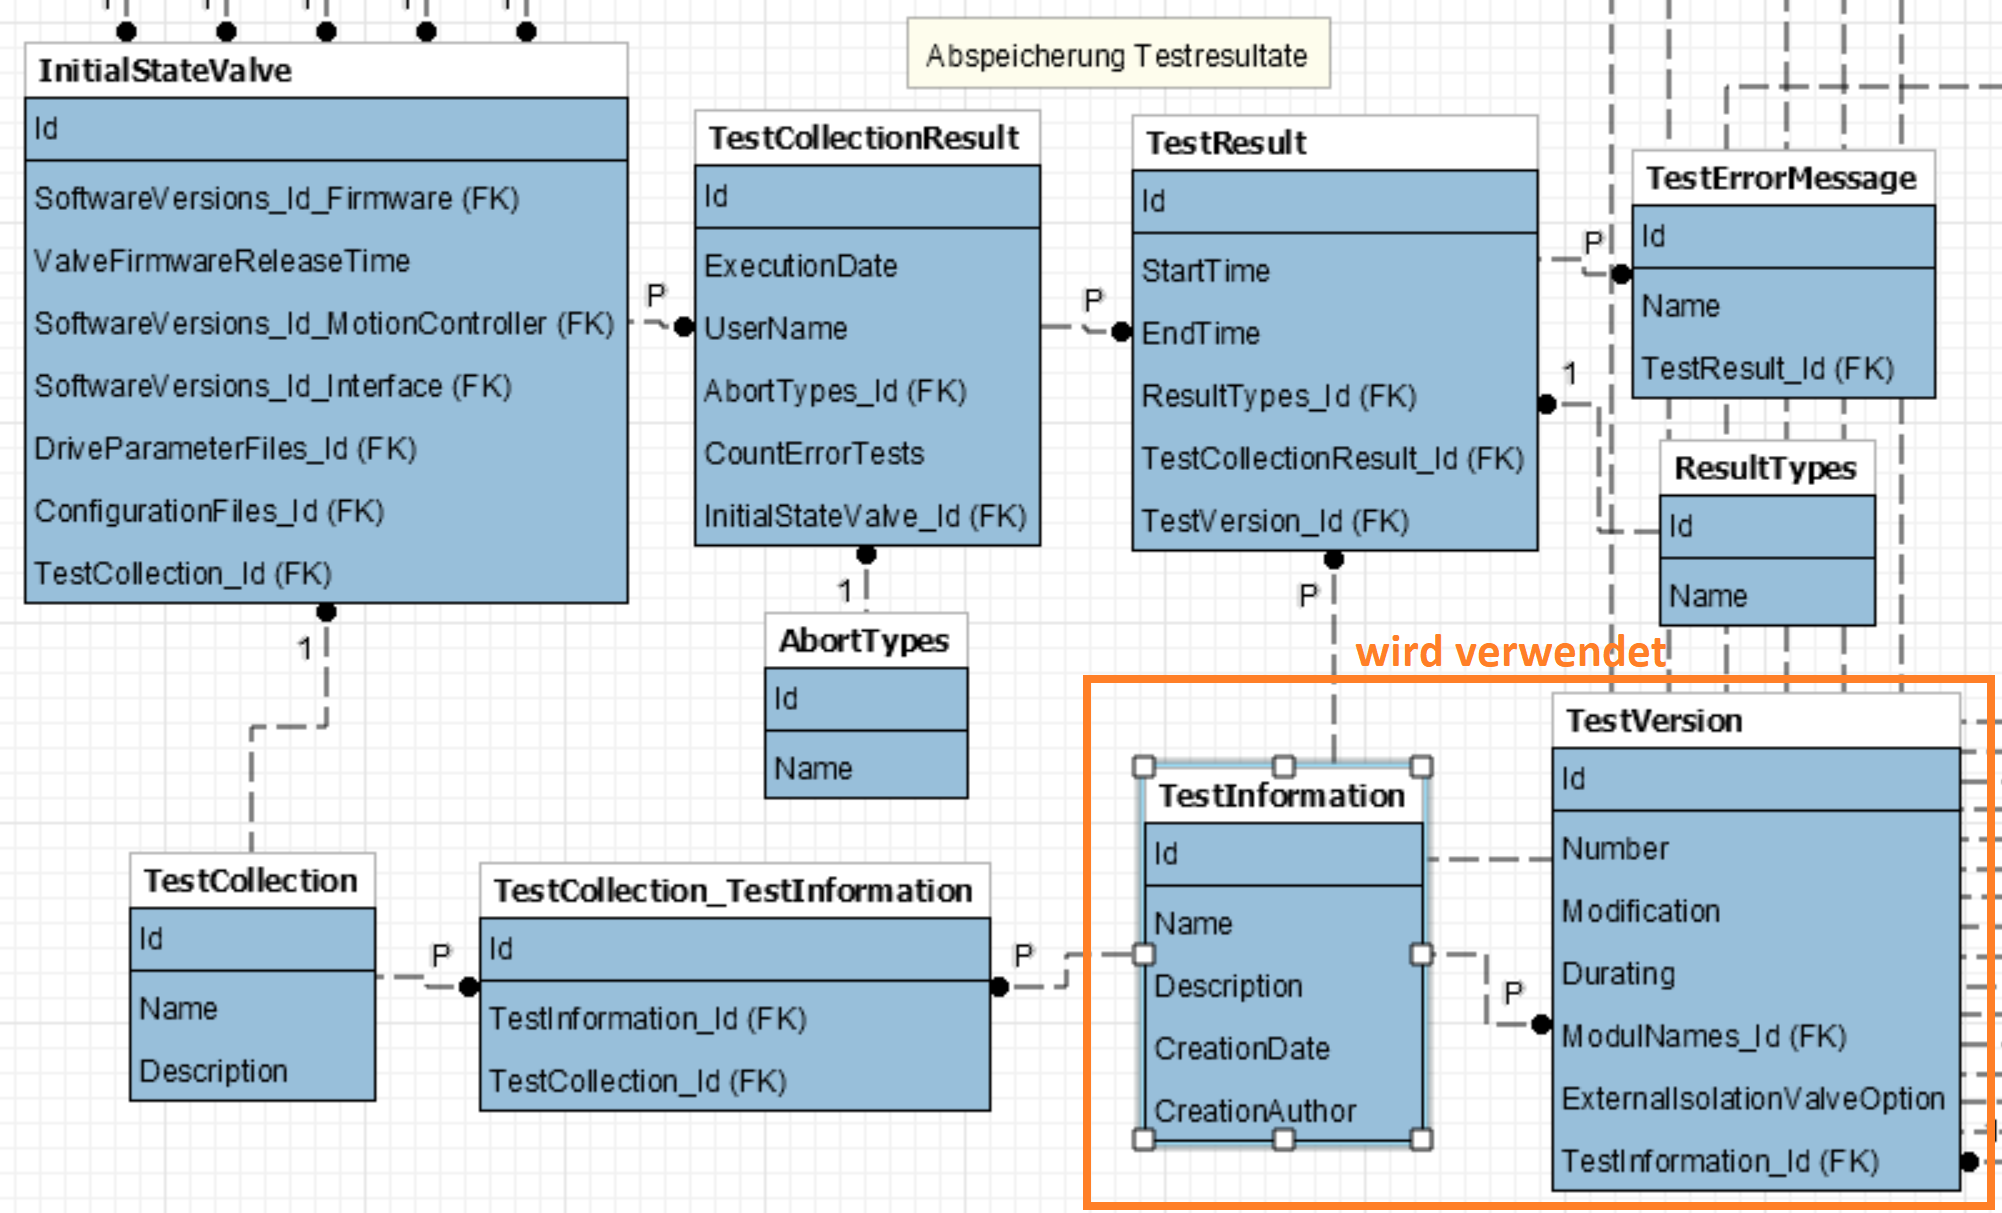 Abspeicherung Testresultate
InitialStateValve
Id
SoftwareVersions_Id_Firmware (FK)
ValveFirmwareReleaseTime
SoftwareVersions_Id_MotionController (FK)
SoftwareVersions_Id_Interface (FK)
DriveParameterFiles_Id (FK)
ConfigurationFiles_Id (FK)
TestCollection_Id (FK)
P
TestCollectionResult
Id
ExecutionDate
UserName
AbortTypes_Id (FK)
CountErrorTests
InitialStateValve_Id (FK)
P
TestResult
Id
StartTime
EndTime
ResultTypes_Id (FK)
TestCollectionResult_Id (FK)
TestVersion_Id (FK)
P
TestErrorMessage
Id
Name
TestResult_Id (FK)
1
ResultTypes
Id
Name
1
1
AbortTypes
Id
Name
P
wird verwendet
TestCollection
Id
Name
Description
P
TestCollection_TestInformation
Id
TestInformation_Id (FK)
TestCollection_Id (FK)
P
TestInformation
Id
Name
Description
CreationDate
CreationAuthor
P
TestVersion
Id
Number
Modification
Durating
ModulNames_Id (FK)
ExternalIsolationValveOption
TestInformation_Id (FK)